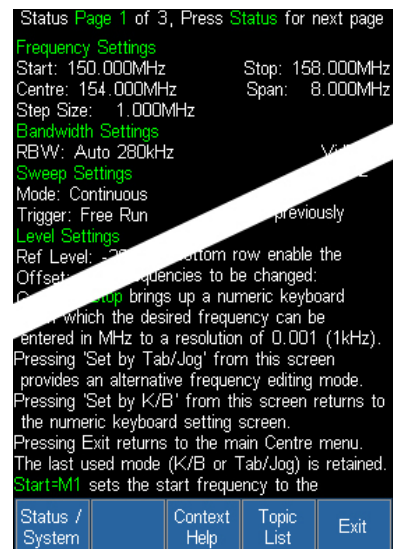 Status Page 1 of 3, Press Status for next page
Frequency Settings
Start: 150.000MHz Stop: 158.000MHz
Centre: 154.000MHz Span: 8.000MHz
Step Size: 1.000MHz
Bandwidth Settings
RBW: Auto 280kHz
Sweep Settings
Mode: Continuous
Trigger: Free Run previously
Level Settings
Ref Level: row enable the
Offset: to be changed:
brings up a numeric keyboard
which the desired frequency can be
entered in MHz to a resolution of 0.001 (1kHz).
Pressing 'Set by Tab/Jog' from this screen
provides an alternative frequency editing mode.
Pressing 'Set by K/B' from this screen returns to
the numeric keyboard setting screen.
Pressing Exit returns to the main Centre menu.
The last used mode (K/B or Tab/Jog) is retained.
Start=M1 sets the start frequency to the
Status / System
Context Help
Topic List
Exit